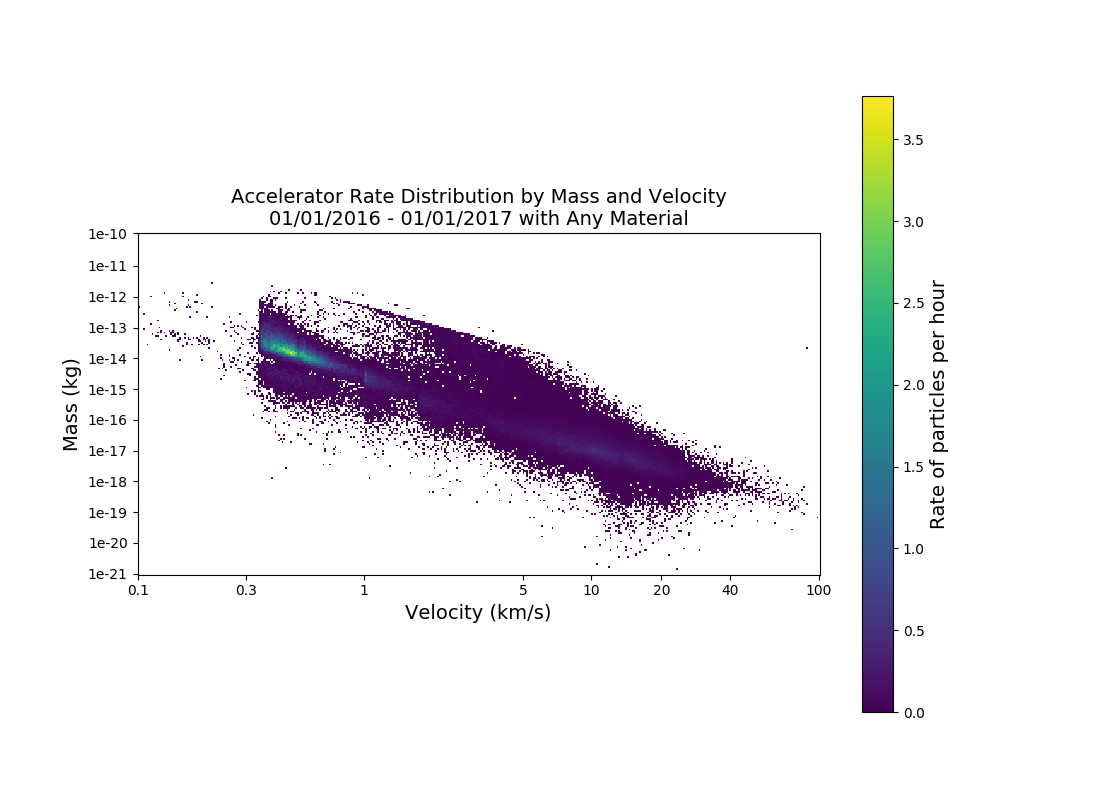 Accelerator Rate Distribution by Mass and Velocity
01/01/2016 - 01/01/2017 with Any Material
1e-10
1e-11
1e-12
1e-13
1e-14
1e-15
1e-16
1e-17
1e-18
1e-19
1e-20
1e-21
Mass (kg)
0.1
0.3
1
5
10
20
40
100
Velocity (km/s)
3.5
3.0
2.5
2.0
1.5
1.0
0.5
0.0
Rate of particles per hour